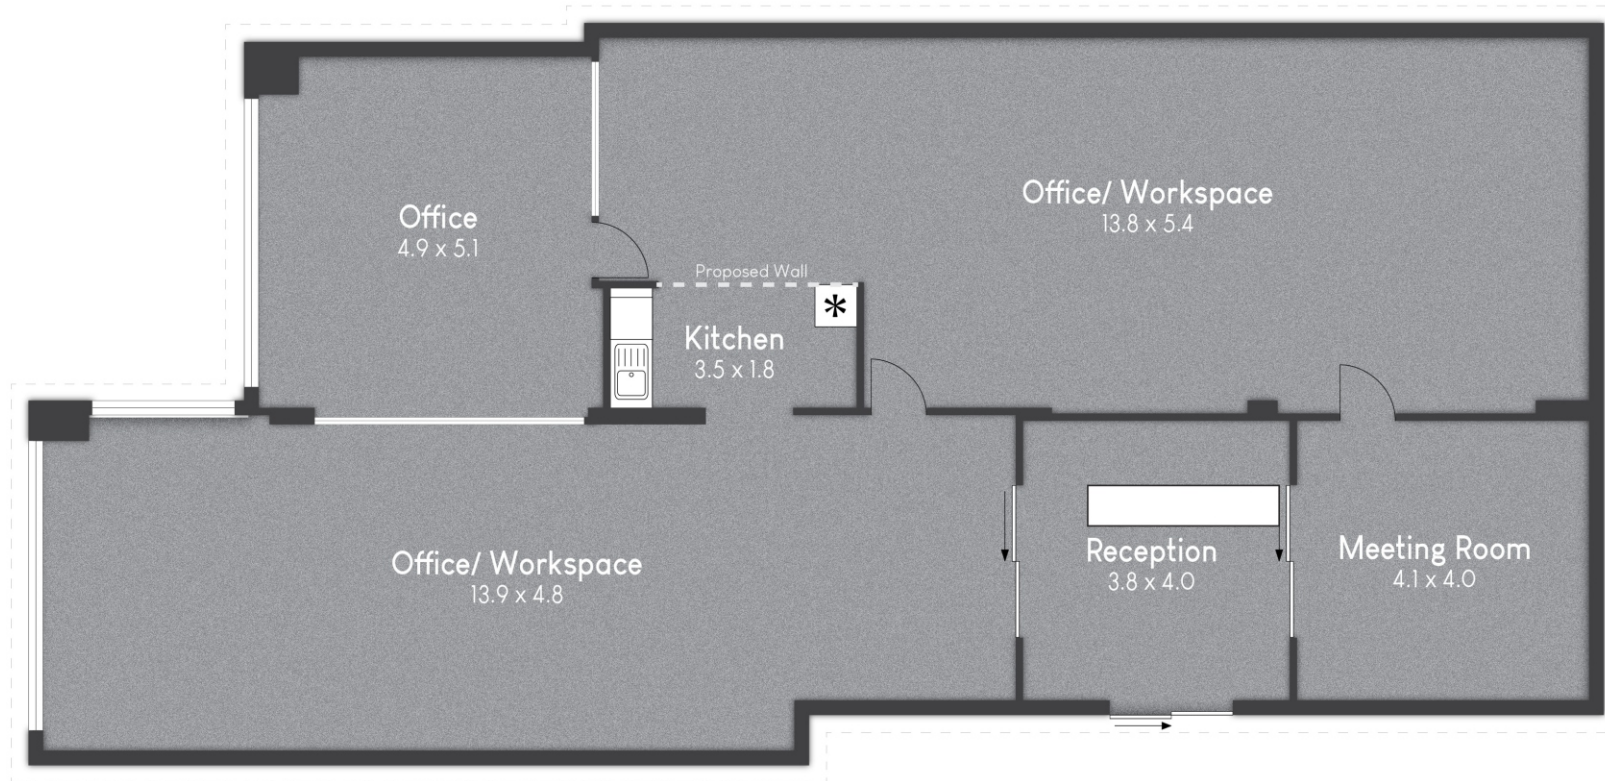 Office/ Workspace
13.8 x 5.4
Office
4.9 x 5.1
Proposed Wall
*
Kitchen
3.5 x 1.8
Office/ Workspace
13.9 x 4.8
Reception
3.8 x 4.0
Meeting Room
4.1 x 4.0